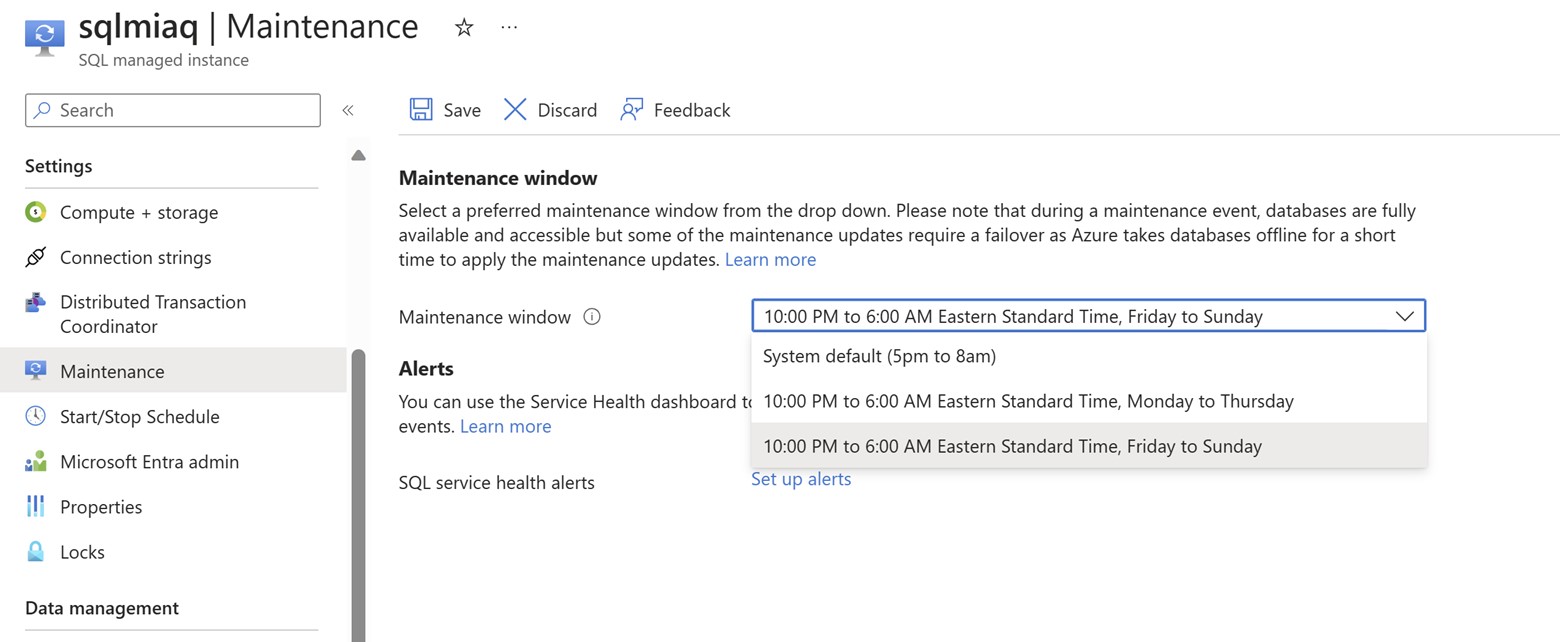 sqlmiaq | Maintenance
SQL managed instance
Search
Save
Discard
Feedback
Settings
Compute + storage
Connection strings
Distributed Transaction
Coordinator
Maintenance
Start/Stop Schedule
Microsoft Entra admin
Properties
Locks
Data management
Maintenance window
Select a preferred maintenance window from the drop down. Please note that during a maintenance event, databases are fully
available and accessible but some of the maintenance updates require a failover as Azure takes databases offline for a short
time to apply the maintenance updates. Learn more
Maintenance window
10:00 PM to 6:00 AM Eastern Standard Time, Friday to Sunday
System default (5pm to 8am)
10:00 PM to 6:00 AM Eastern Standard Time, Monday to Thursday
10:00 PM to 6:00 AM Eastern Standard Time, Friday to Sunday
Alerts
You can use the Service Health dashboard
events. Learn more
SQL service health alerts
Set up alerts